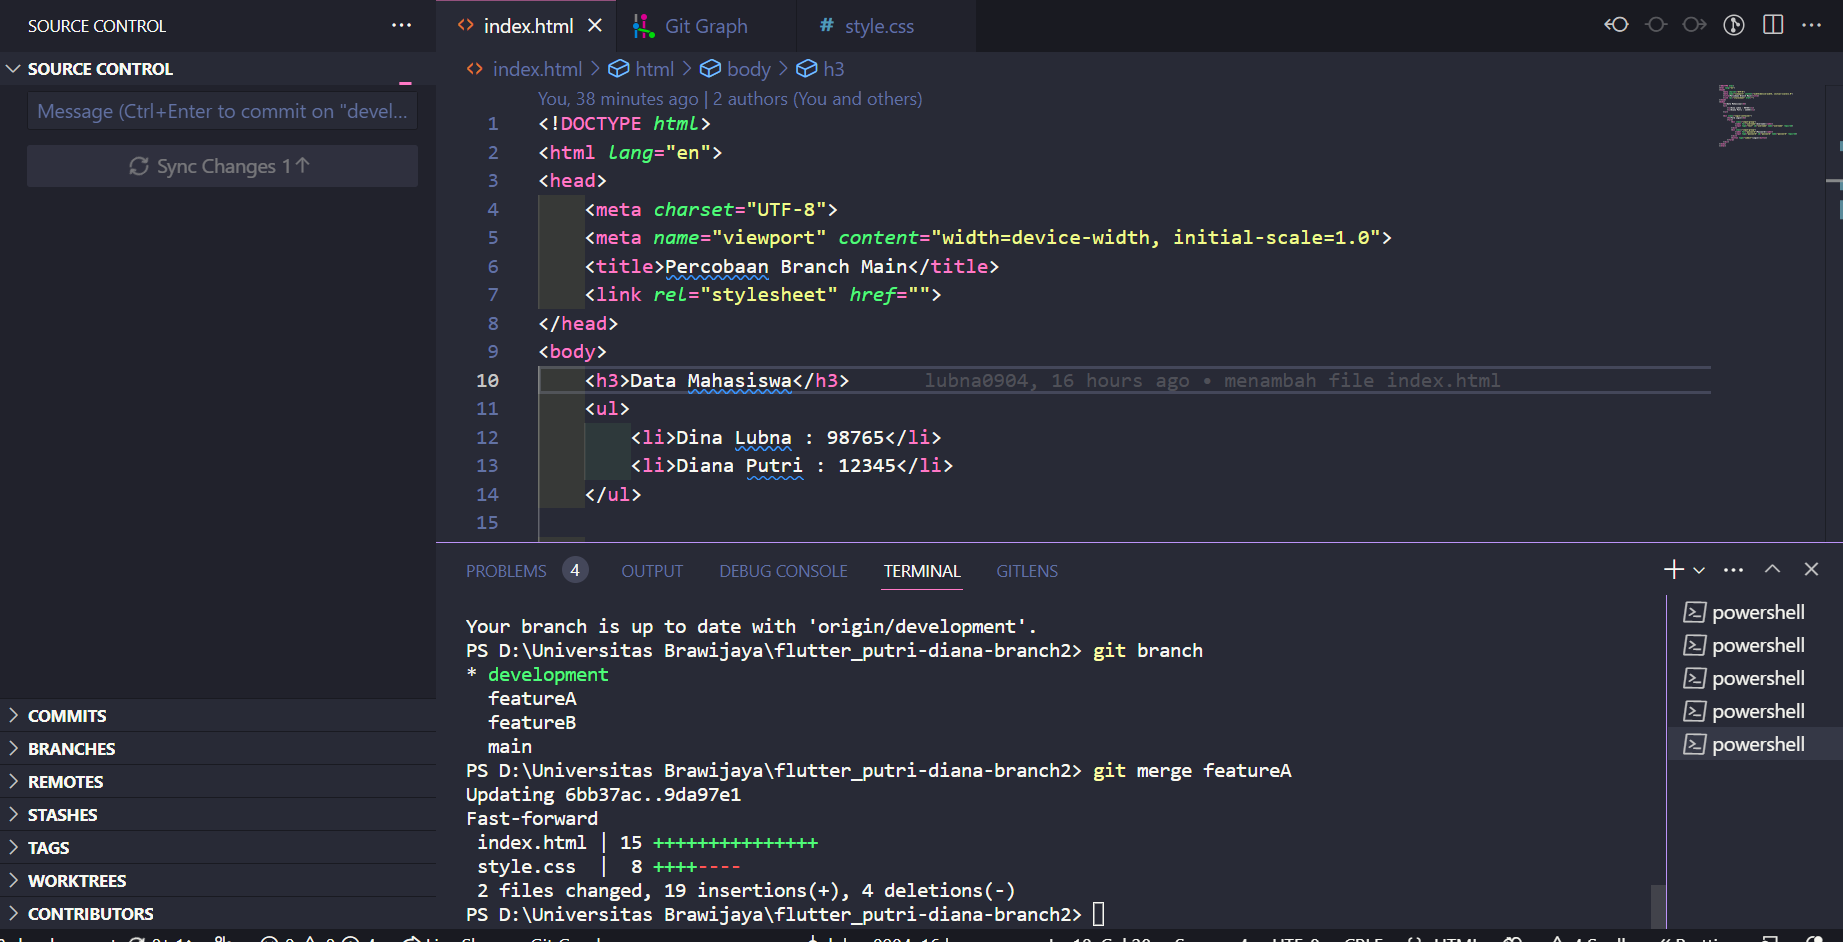 SOURCE CONTROL ···
SOURCE CONTROL
Message (Ctrl+Enter to commit on "devel...
Sync Changes 1↑
COMMITS
BRANCHES
REMOTES
STASHES
TAGS
WORKTREES
CONTRIBUTORS
<> index.html × Git Graph # style.css
<> index.html > html > body > h3
You, 38 minutes ago | 2 authors (You and others)
1 <!DOCTYPE html>
2 <html lang="en">
3 <head>
4 <meta charset="UTF-8">
5 <meta name="viewport" content="width=device-width, initial-scale=1.0">
6 <title>Percobaan Branch Main</title>
7 <link rel="stylesheet" href="">
8 </head>
9 <body>
10 <h3>Data Mahasiswa</h3> lubna0904, 16 hours ago • menambah file index.html
11 <ul>
12 <li>Dina Lubna : 98765</li>
13 <li>Diana Putri : 12345</li>
14 </ul>
15
PROBLEMS 4 OUTPUT DEBUG CONSOLE TERMINAL GITLENS
Your branch is up to date with 'origin/development'.
PS D:\Universitas Brawijaya\flutter_putri-diana-branch2> git branch
* development
featureA
featureB
main
PS D:\Universitas Brawijaya\flutter_putri-diana-branch2> git merge featureA
Updating 6bb37ac..9da97e1
Fast-forward
index.html | 15 +++++++++++++++
style.css | 8 ++++----
2 files changed, 19 insertions(+), 4 deletions(-)
PS D:\Universitas Brawijaya\flutter_putri-diana-branch2>
powershell
powershell
powershell
powershell
powershell